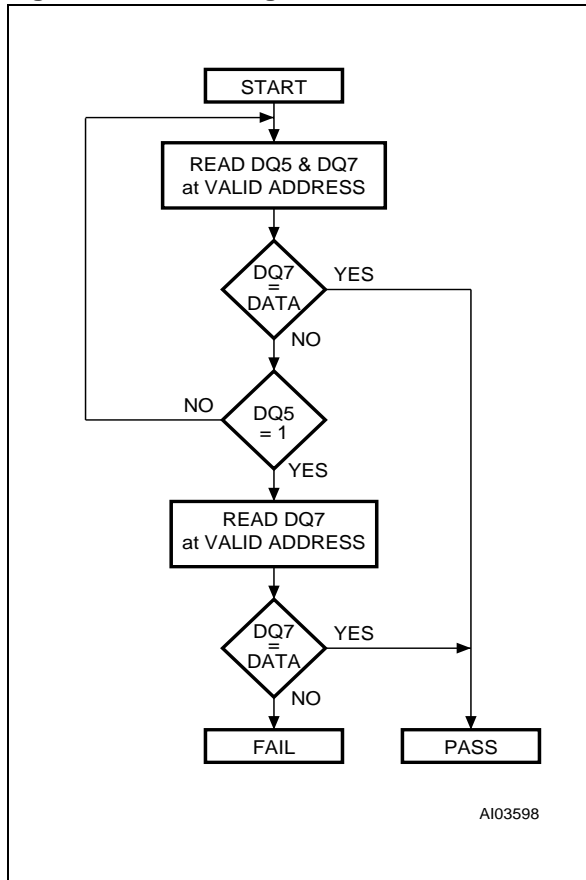 START
READ DQ5 & DQ7
at VALID ADDRESS
DQ7
=
DATA
YES
NO
DQ5
= 1
NO
YES
READ DQ7
at VALID ADDRESS
DQ7
=
DATA
YES
NO
FAIL
PASS
AI03598